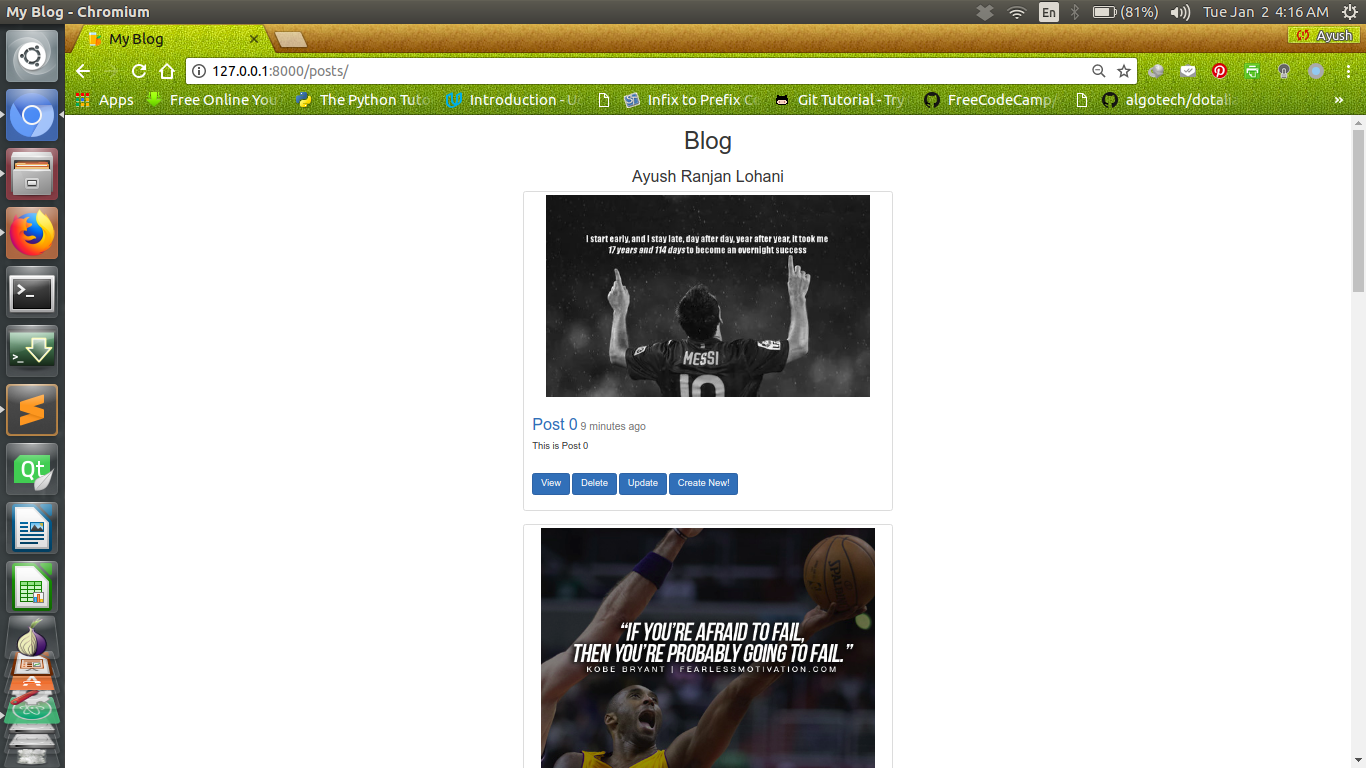 My Blog - Chromium
En
(81%)
Tue Jan 2 4:16 AM
My Blog
Ayush
127.0.0.1:8000/posts/
Apps
Free Online You
The Python Tuto
Introduction - U
Infix to Prefix C
Git Tutorial - Try
FreeCodeCamp/
algotech/dotali
»
Blog
Ayush Ranjan Lohani
I start early, and I stay late, day after day, year after year, it took me
17 years and 114 days to become an overnight success
MESSI
10
Post 0 9 minutes ago
This is Post 0
View
Delete
Update
Create New!
SPALDING
“IF YOU'RE AFRAID TO FAIL,
THEN YOU'RE PROBABLY GOING TO FAIL.”
KOBE BRYANT | FEARLESSMOTIVATION.COM
Qt